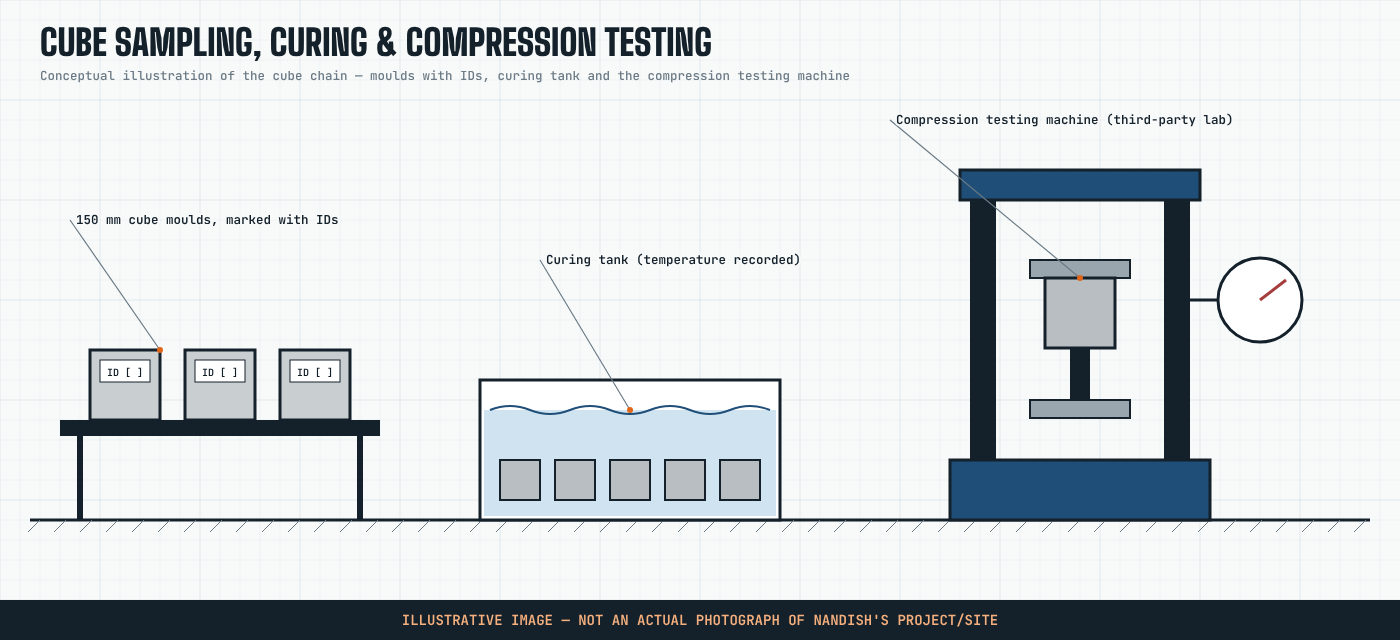 CUBE SAMPLING, CURING & COMPRESSION TESTING
Conceptual illustration of the cube chain — moulds with IDs, curing tank and the compression testing machine
Compression testing machine (third-party lab)
150 mm cube moulds, marked with IDs
Curing tank (temperature recorded)
ID [ ]
ID [ ]
ID [ ]
ILLUSTRATIVE IMAGE — NOT AN ACTUAL PHOTOGRAPH OF NANDISH'S PROJECT/SITE